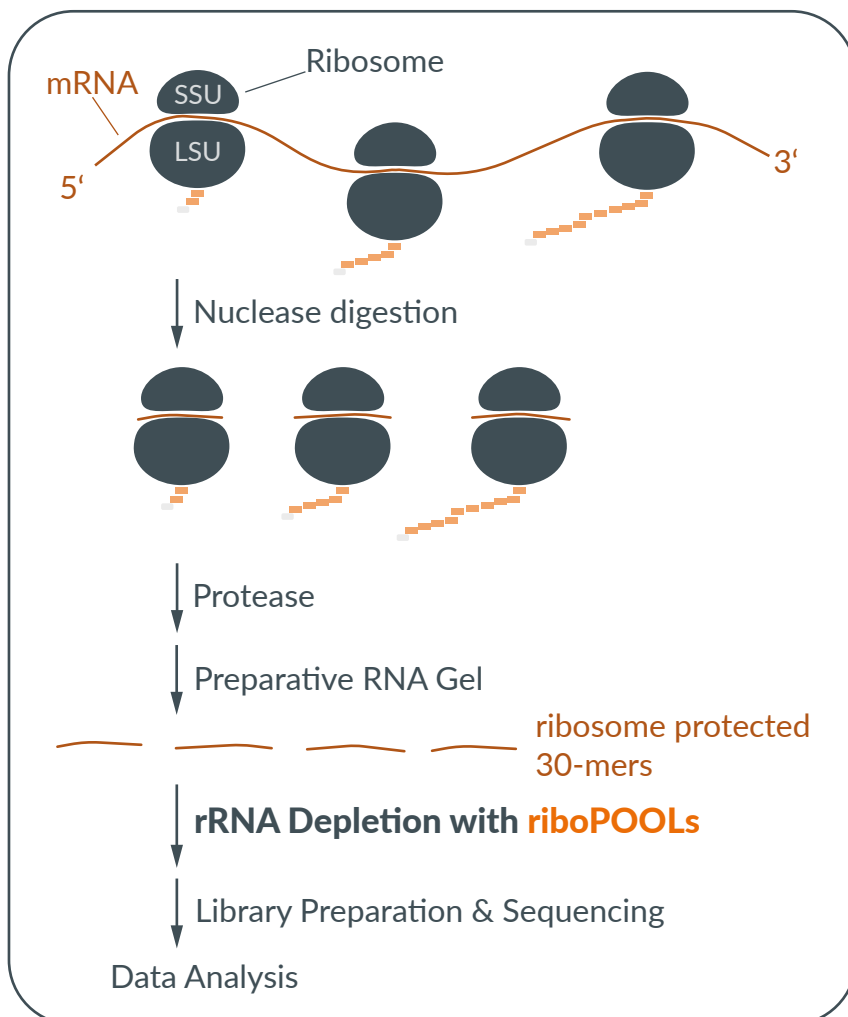 Ribosome
mRNA
SSU
LSU
5‘
3‘
Nuclease digestion
Protease
Preparative RNA Gel
ribosome protected
30-mers
rRNA Depletion with riboPOOLs
Library Preparation & Sequencing
Data Analysis